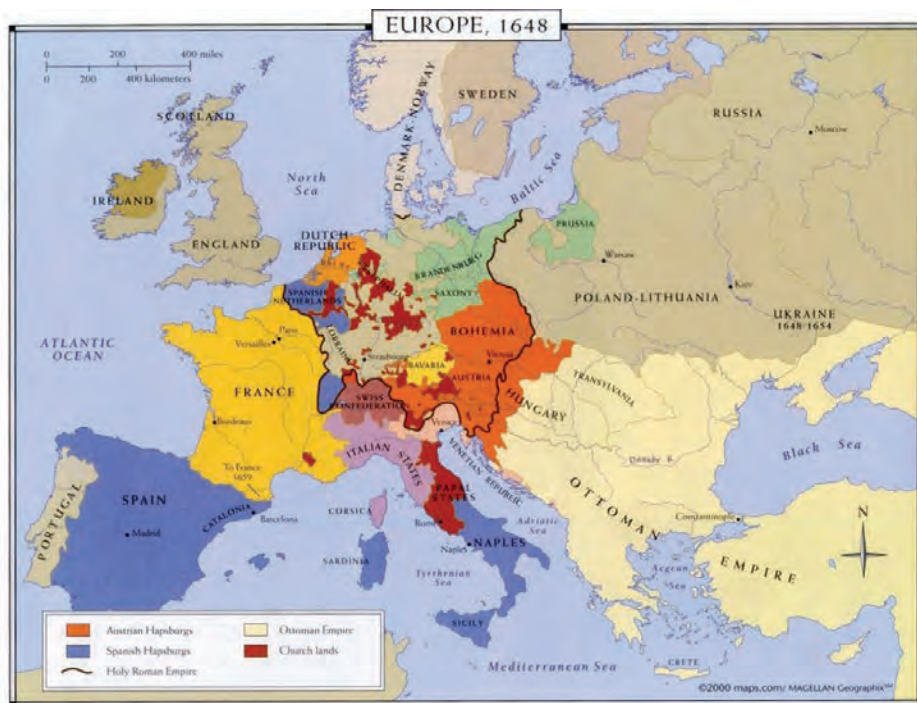 EUROPE, 1648
0 200 400 miles
0 200 400 kilometers
SCOTLAND
IRELAND
ENGLAND
North
Sea
DENMARK-NORWAY
SWEDEN
Baltic Sea
RUSSIA
Moscow
PRUSSIA
Warsaw
POLAND-LITHUANIA
Kiev
UKRAINE
1648/1654
DUTCH
REPUBLIC
BRANDENBURG
SAXONY
SPANISH
NETHERLANDS
BOHEMIA
LORRAINE
Strasbourg
BAVARIA
Vienna
AUSTRIA
ATLANTIC
OCEAN
Paris
Versailles
FRANCE
Bordeaux
SWISS
CONFEDERATION
HUNGARY
TRANSYLVANIA
Danube R.
Black Sea
Venice
VENETIAN REPUBLIC
ITALIAN STATES
PAPAL
STATES
To France
1659
SPAIN
Madrid
PORTUGAL
CATALONIA
Barcelona
CORSICA
SARDINIA
Rome
Naples
NAPLES
Adriatic
Sea
Tyrrhenian
Sea
SICILY
OTTOMAN
EMPIRE
Constantinople
Aegean
Sea
N
CRETE
Mediterranean Sea
Austrian Hapsburgs
Spanish Hapsburgs
Holy Roman Empire
Ottoman Empire
Church lands
©2000 maps.com/ MAGELLAN Geographix℠